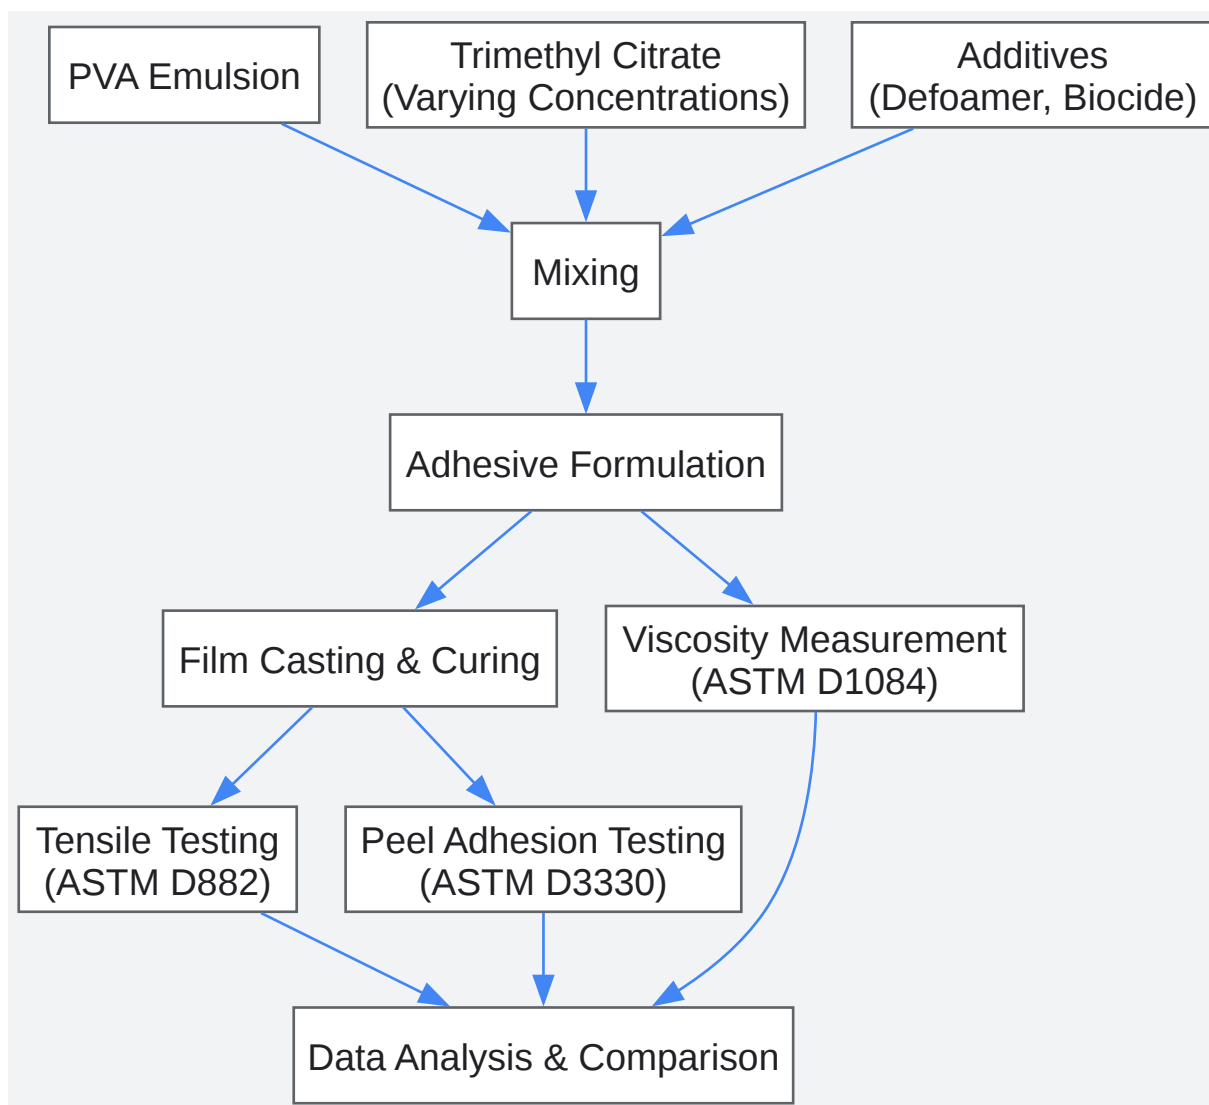 PVA Emulsion
Trimethyl Citrate
(Varying Concentrations)
Additives
(Defoamer, Biocide)
Mixing
Adhesive Formulation
Film Casting & Curing
Viscosity Measurement
(ASTM D1084)
Tensile Testing
(ASTM D882)
Peel Adhesion Testing
(ASTM D3330)
Data Analysis & Comparison